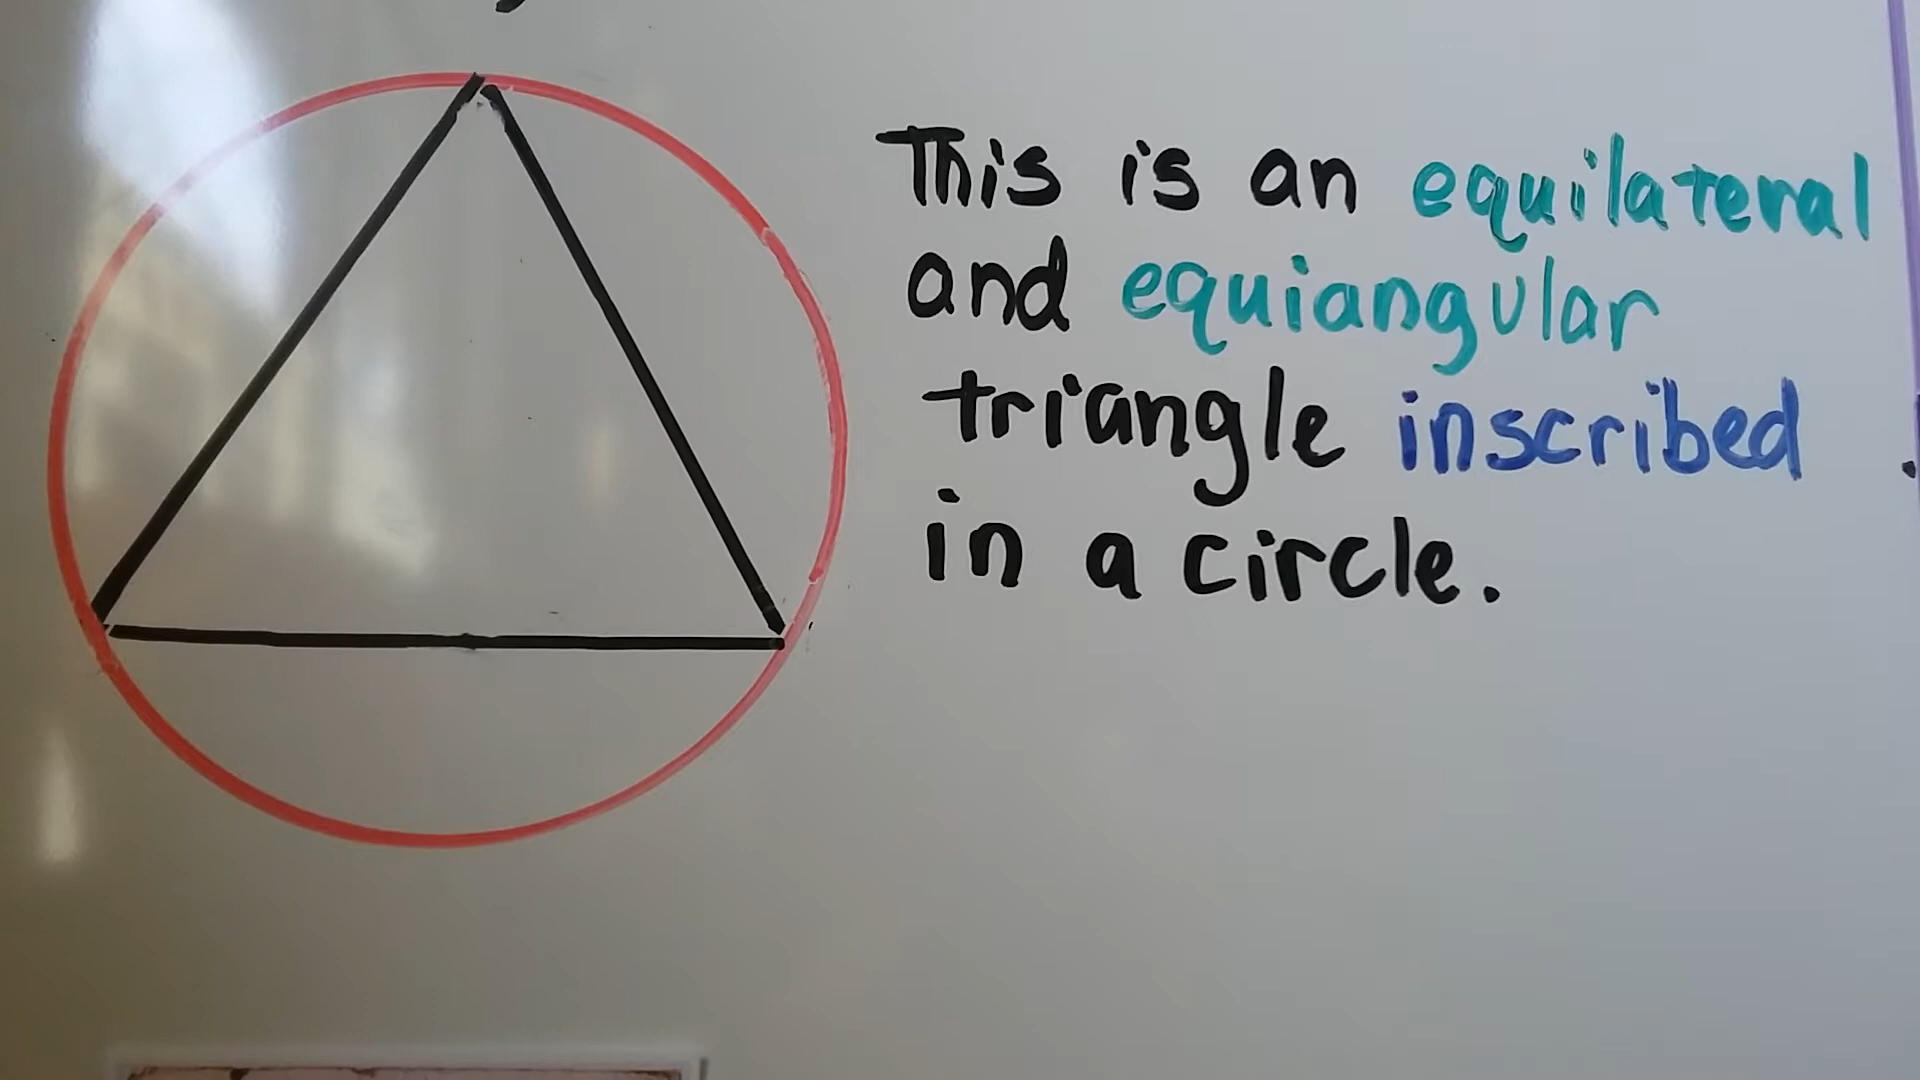 This is an equilateral
and equiangular
triangle inscribed
in a circle.